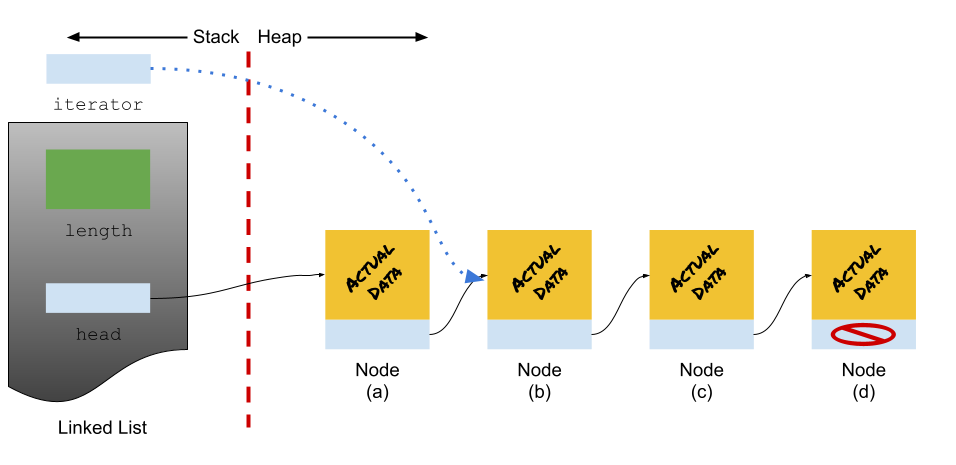 Stack Heap
iterator
length
head
Linked List
ACTUAL
DATA
Node
(a)
ACTUAL
DATA
Node
(b)
ACTUAL
DATA
Node
(c)
ACTUAL
DATA
Node
(d)